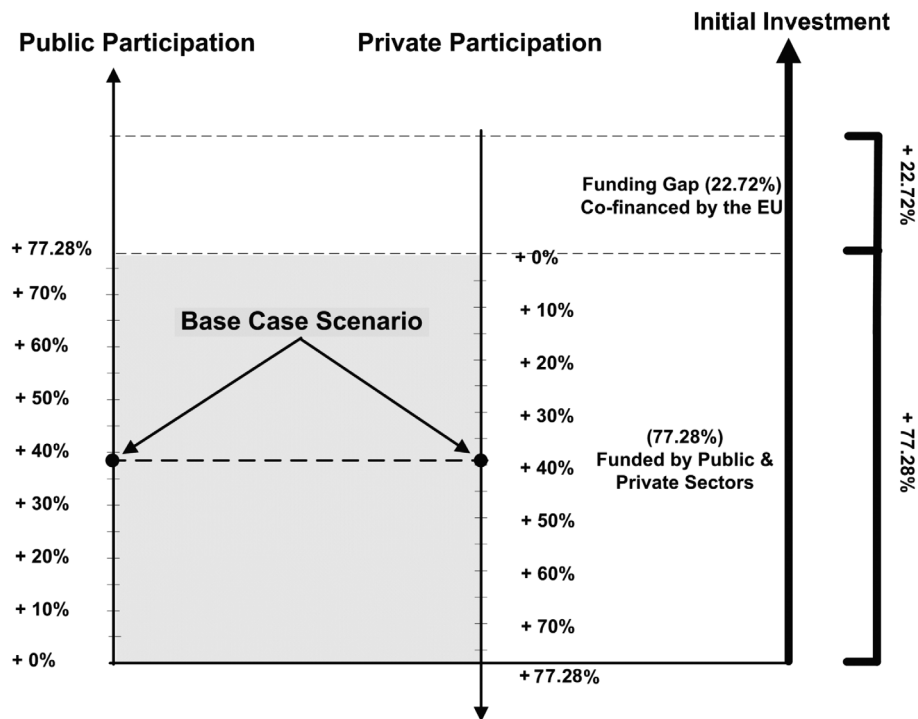 Public Participation
Private Participation
Initial Investment
+ 77.28%
+ 70%
+ 60%
+ 50%
+ 40%
+ 30%
+ 20%
+ 10%
+ 0%
Base Case Scenario
+ 0%
+ 10%
+ 20%
+ 30%
+ 40%
+ 50%
+ 60%
+ 70%
+77.28%
Funding Gap (22.72%)
Co-financed by the EU
(77.28%)
Funded by Public &
Private Sectors
+ 22.72%
+ 77.28%